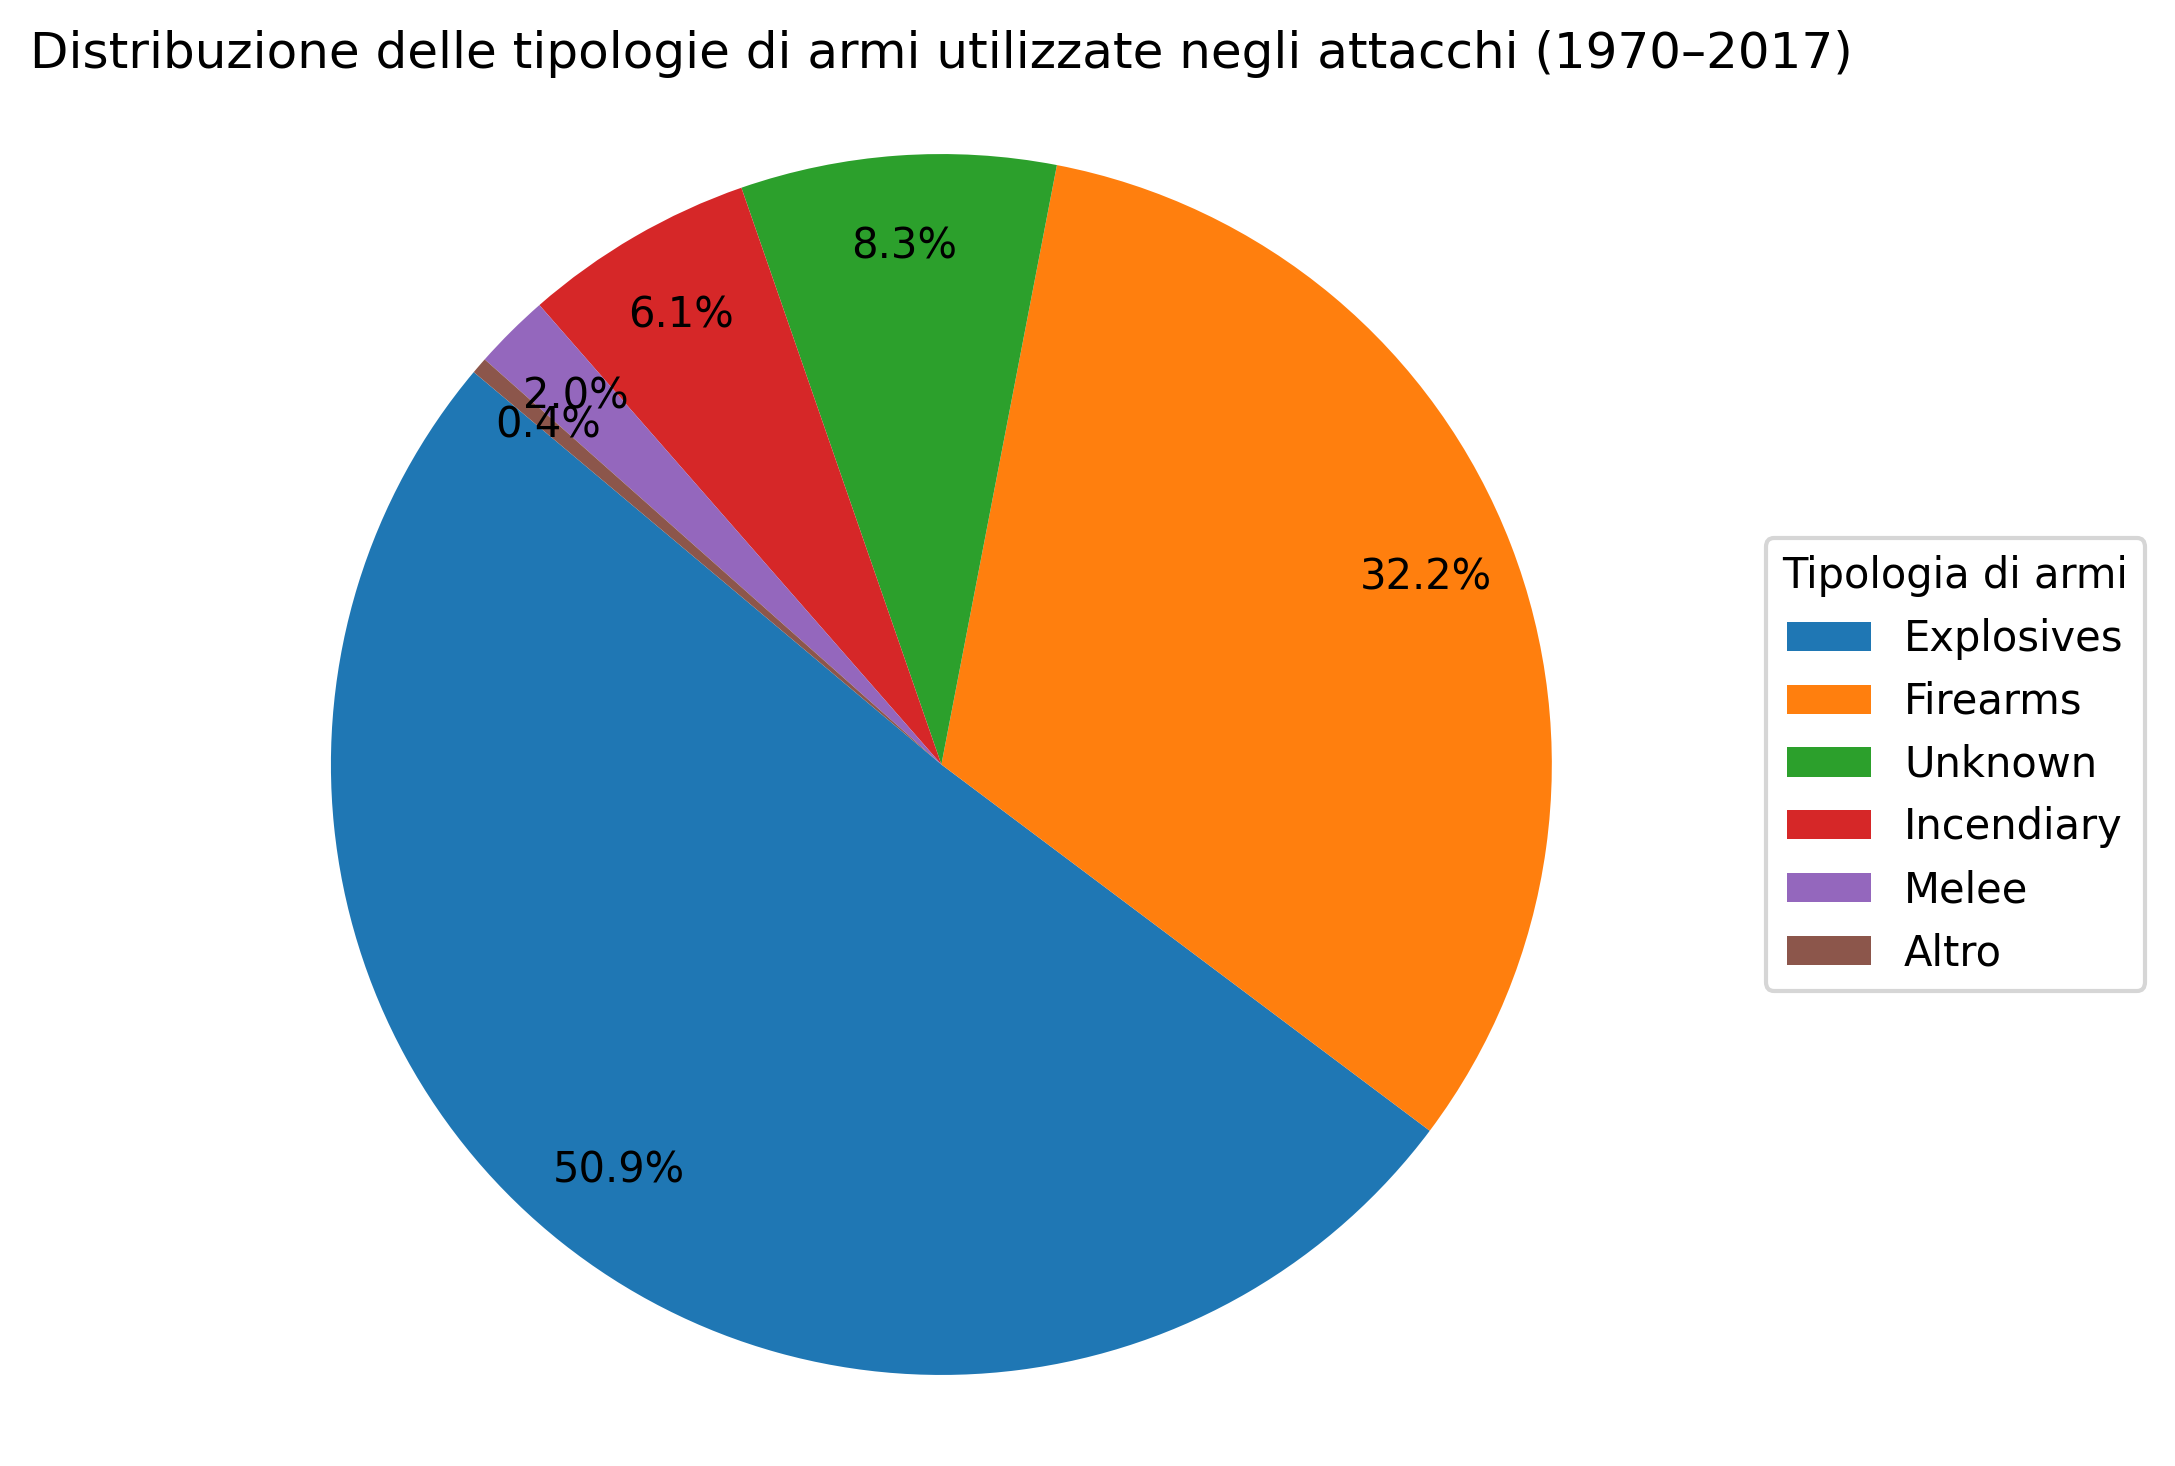 Distribuzione delle tipologie di armi utilizzate negli attacchi (1970–2017)
8.3%
6.1%
2.0%
0.4%
32.2%
50.9%
Tipologia di armi
Explosives
Firearms
Unknown
Incendiary
Melee
Altro